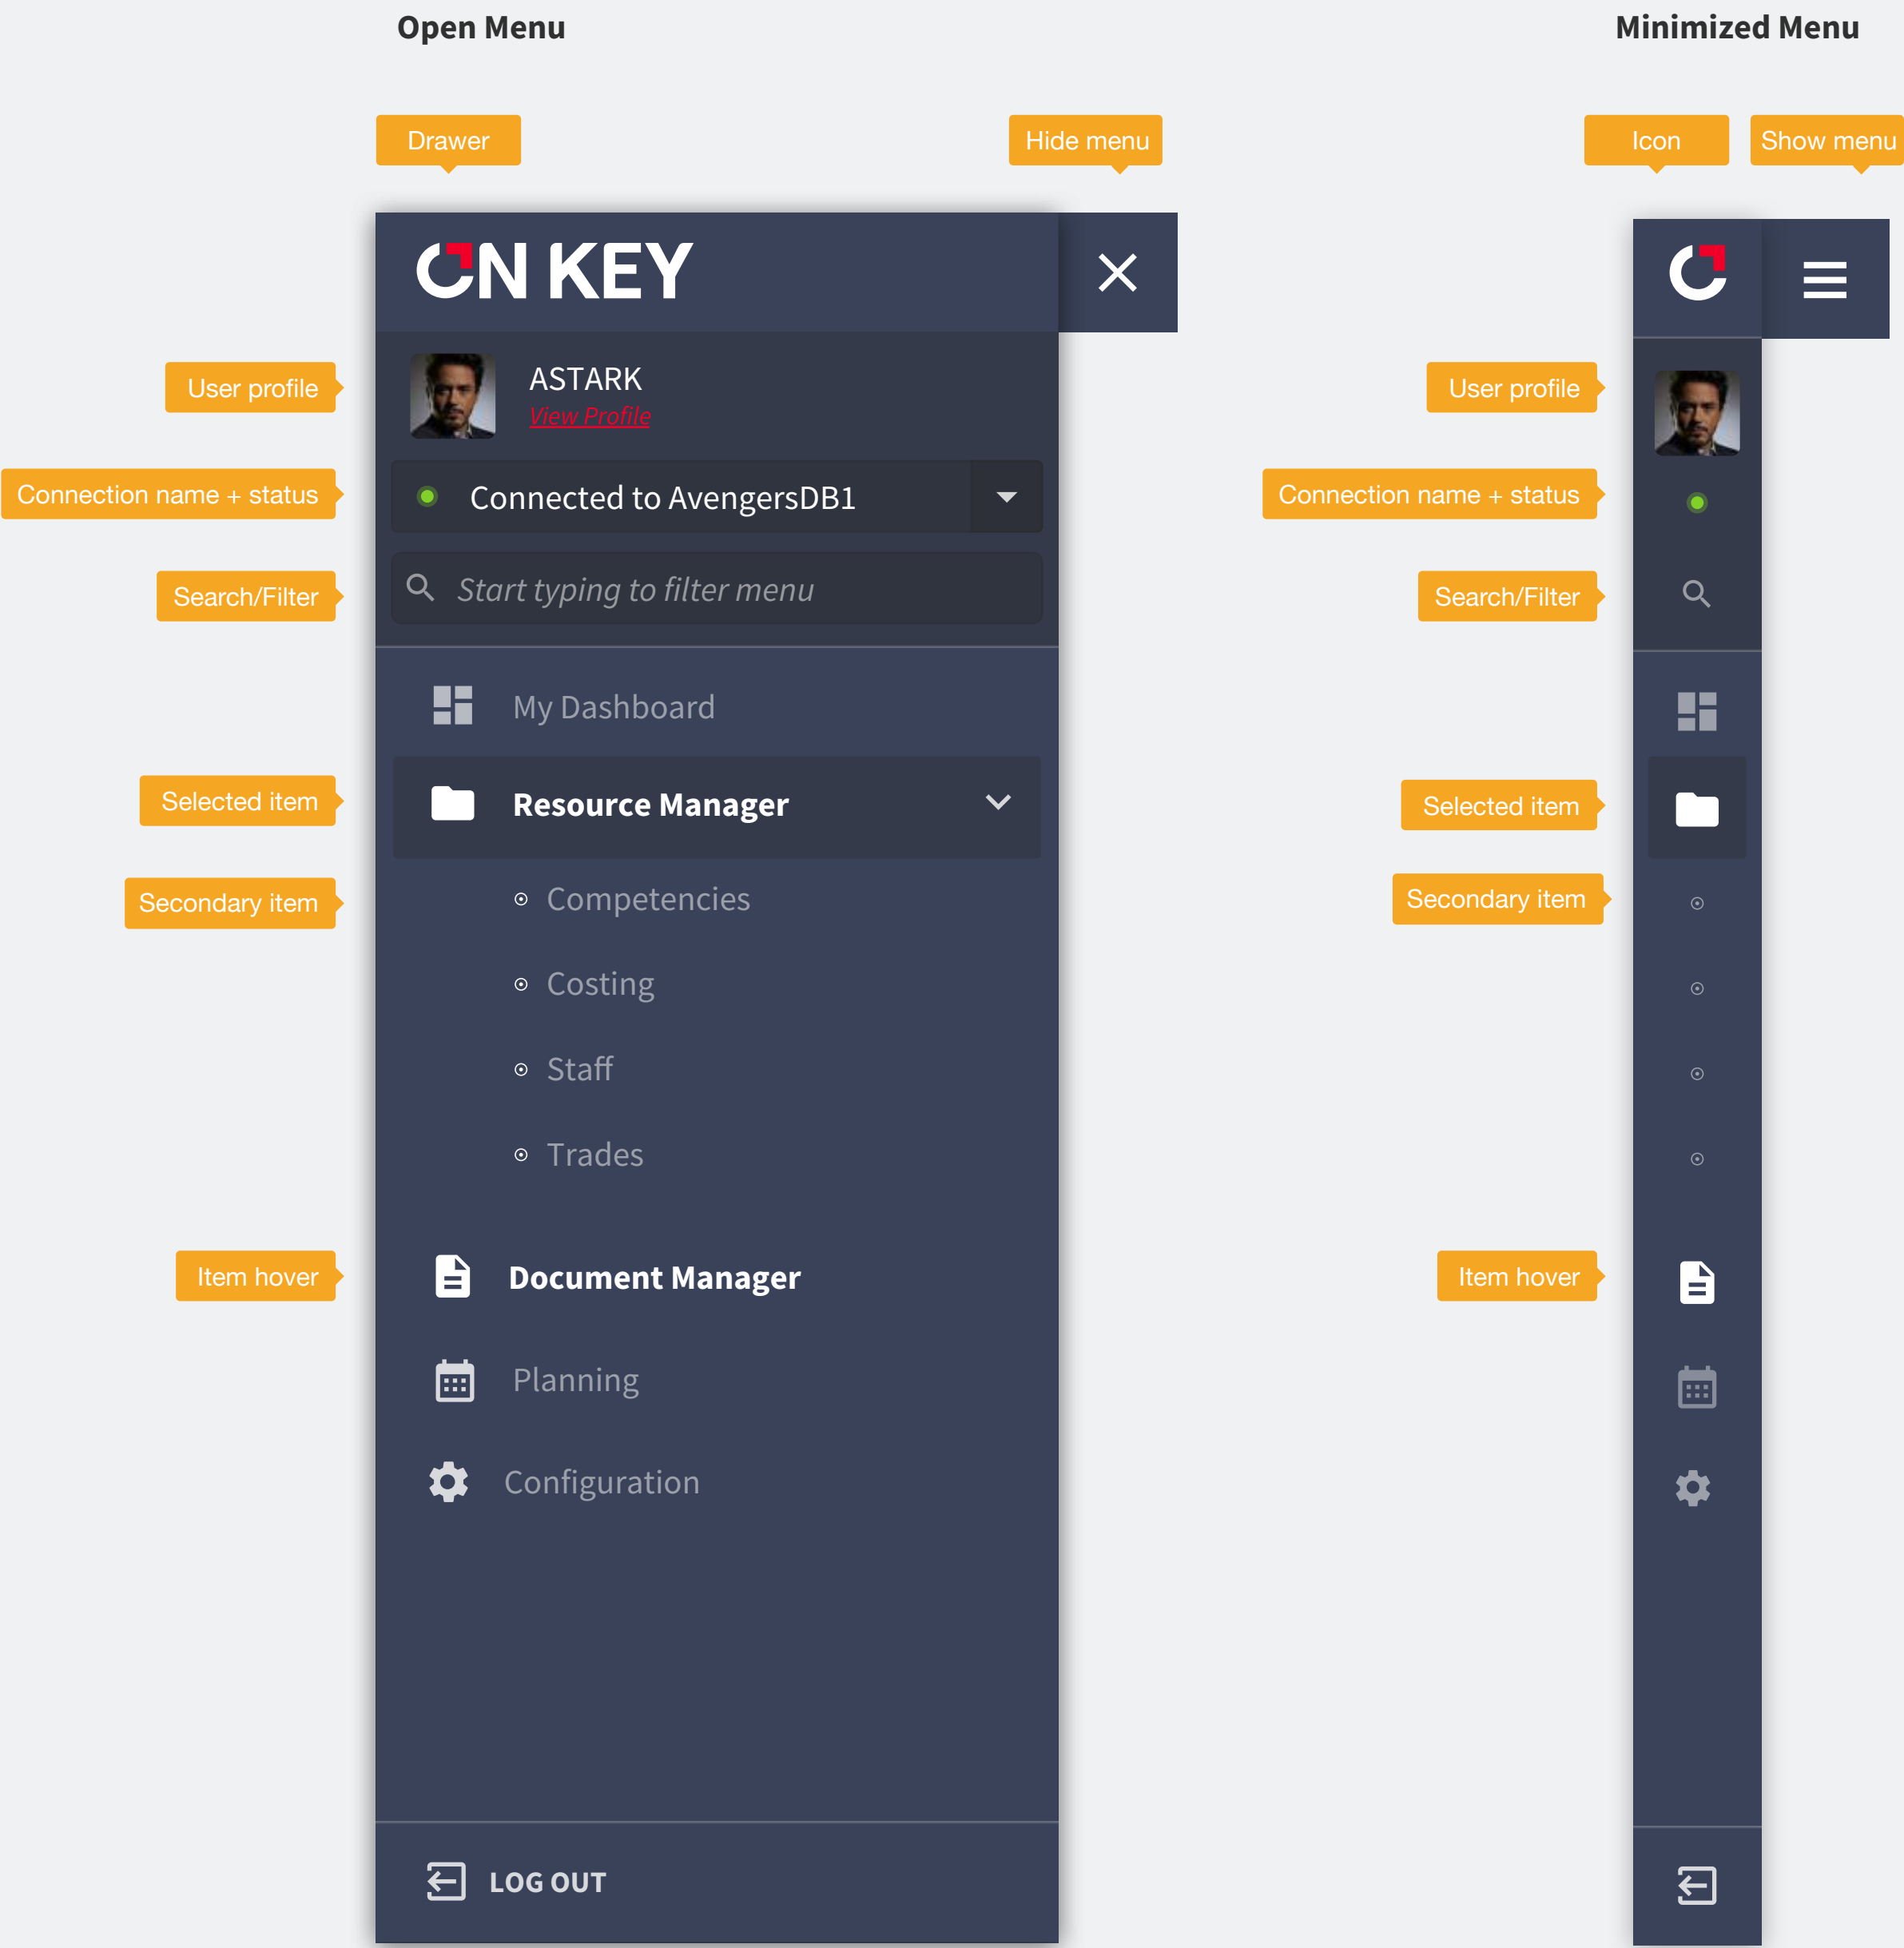 Open Menu
Minimized Menu
Drawer
Hide menu
Icon
Show menu
ON KEY
User profile
ASTARK
View Profile
User profile
Connection name + status
Connected to AvengersDB1
Connection name + status
Search/Filter
Start typing to filter menu
Search/Filter
My Dashboard
Selected item
Resource Manager
Selected item
Secondary item
Competencies
Secondary item
Costing
Staff
Trades
Item hover
Document Manager
Item hover
Planning
Configuration
LOG OUT